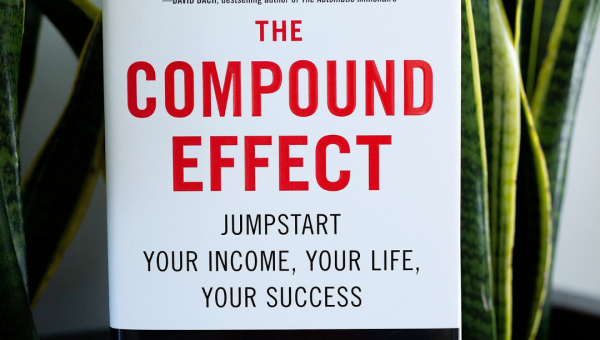 —DAVID BACH, bestselling author of The Automatic Millionaire
THE
COMPOUND
EFFECT
JUMPSTART
YOUR INCOME, YOUR LIFE,
YOUR SUCCESS